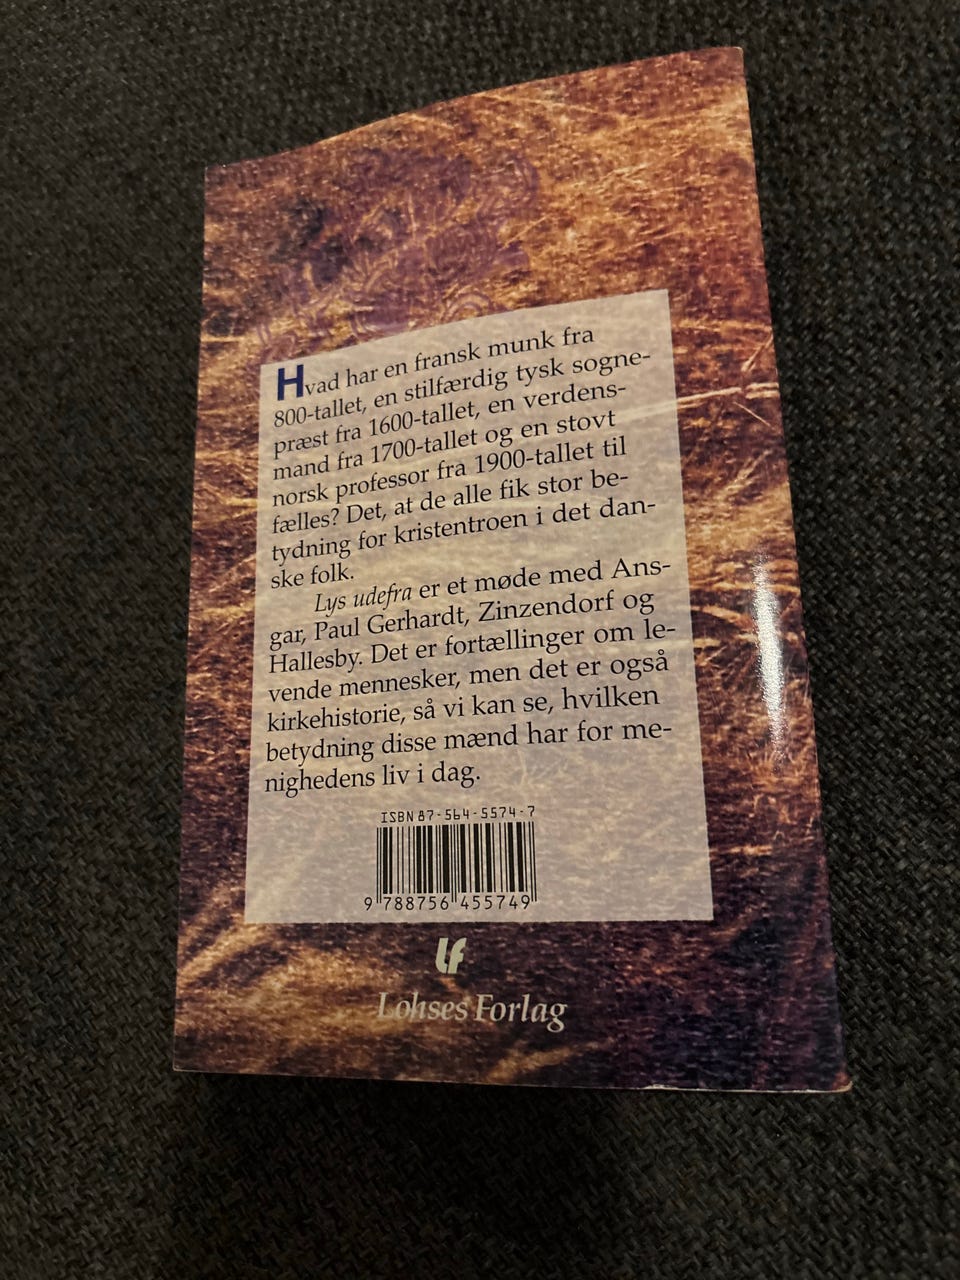 Hvad har en fransk munk fra
800-tallet, en stilfærdig tysk sogne-
præst fra 1600-tallet, en verdens-
mand fra 1700-tallet og en stovt
norsk professor fra 1900-tallet til
fælles? Det, at de alle fik stor be-
tydning for kristentroen i det dan-
ske folk.
Lys udefra er et møde med Ans-
gar, Paul Gerhardt, Zinzendorf og
Hallesby. Det er fortællinger om le-
vende mennesker, men det er også
kirkehistorie, så vi kan se, hvilken
betydning disse mænd har for me-
nighedens liv i dag.
ISBN 87-564-5574-7
9 788756 455749
LF
Lohses Forlag